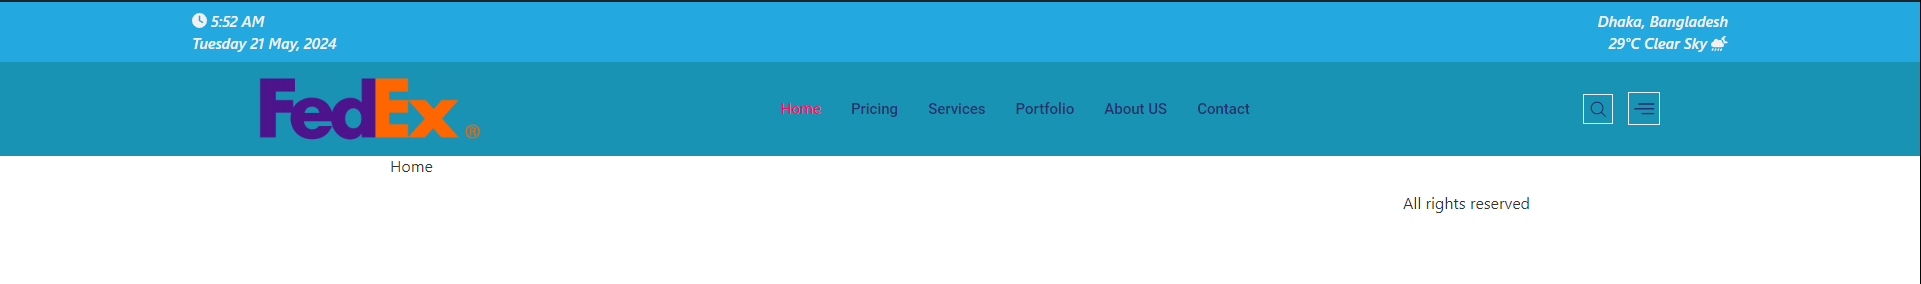 5:52 AM
Tuesday 21 May, 2024
Dhaka, Bangladesh
29°C Clear Sky
FedEx ®
Home Pricing Services Portfolio About US Contact
Home
All rights reserved